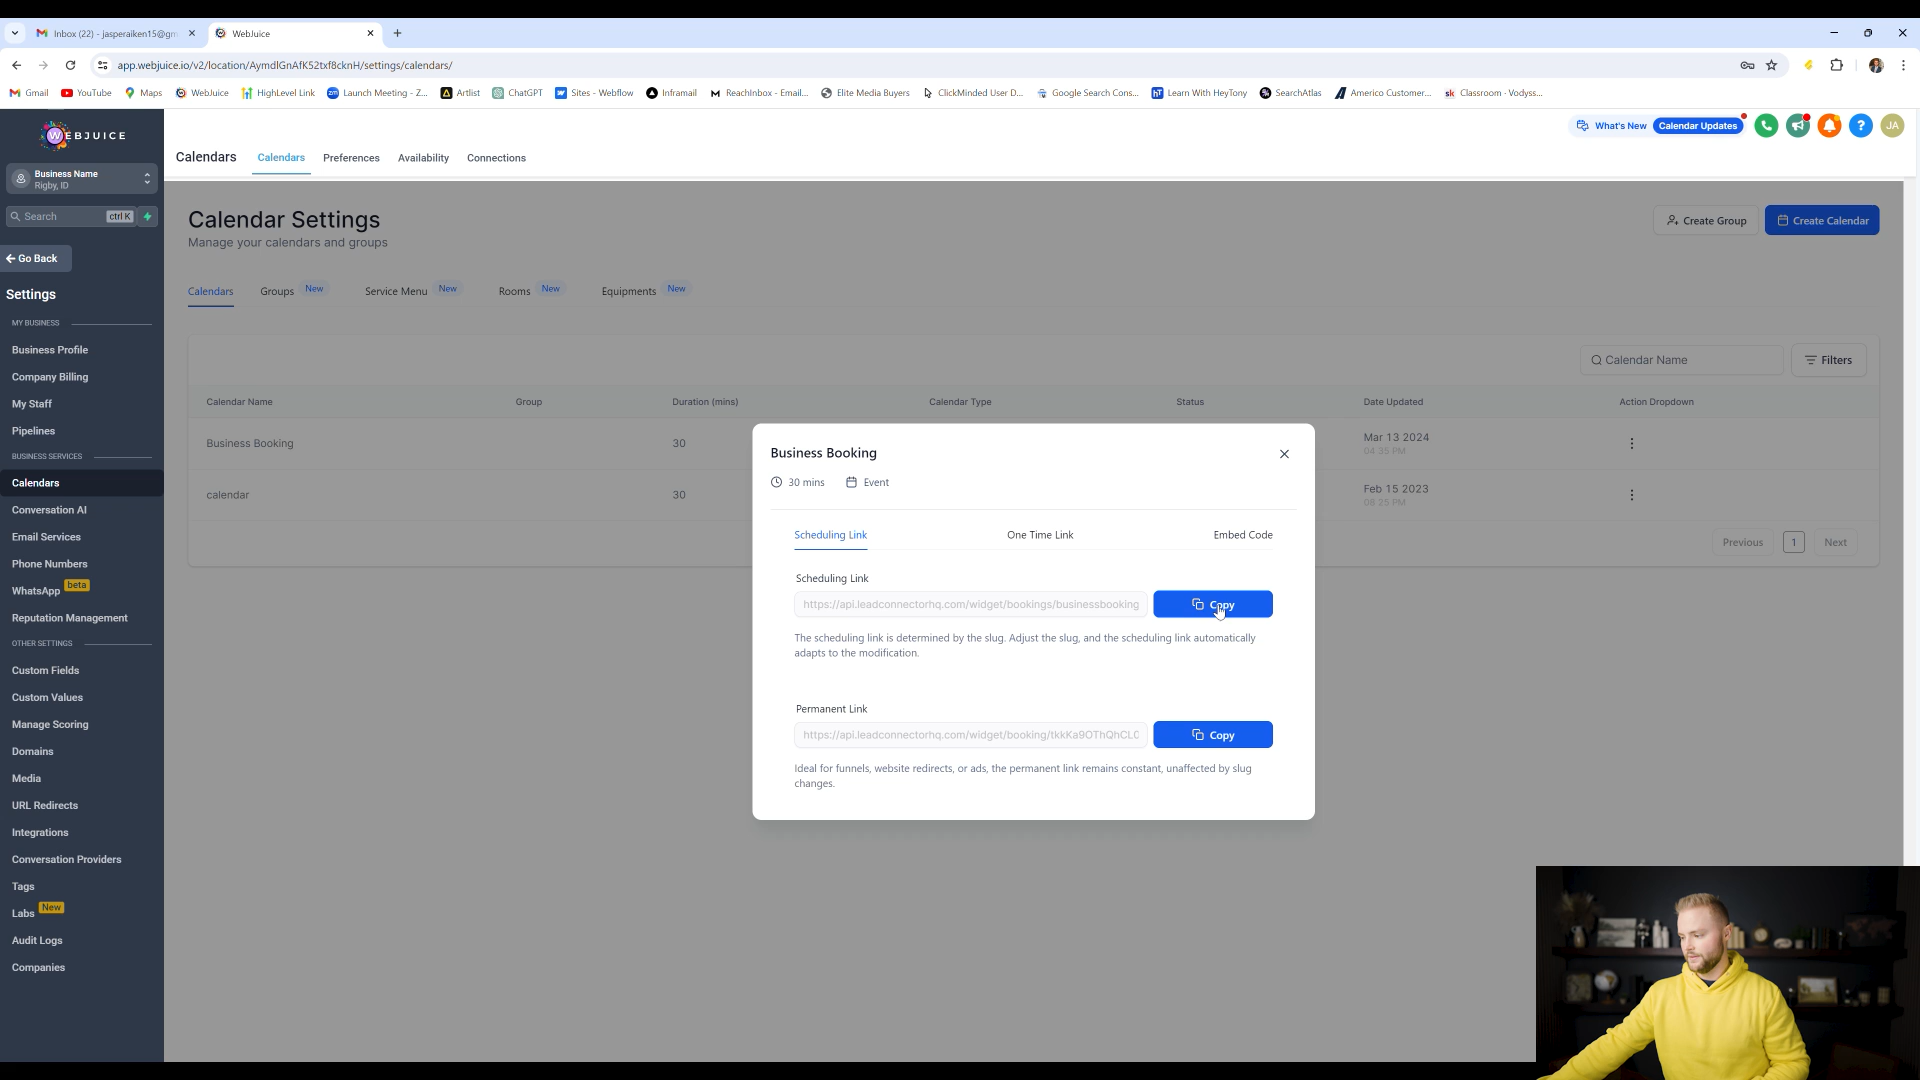 Inbox (22) - jasperaiken15@gm
WebJuice
app.webjuice.io/v2/location/AymdlGnAfK52txf8cknH/settings/calendars/
Gmail
YouTube
Maps
WebJuice
HighLevel Link
Launch Meeting - Z...
Artlist
ChatGPT
Sites - Webflow
Inframail
ReachInbox - Email...
Elite Media Buyers
ClickMinded User D...
Google Search Cons...
Learn With HeyTony
SearchAtlas
Americo Customer...
Classroom - Vodyss...
WEBJUICE
Business Name
Rigby, ID
Search
ctrl K
Go Back
Settings
MY BUSINESS
Business Profile
Company Billing
My Staff
Pipelines
BUSINESS SERVICES
Calendars
Conversation AI
Email Services
Phone Numbers
WhatsApp beta
Reputation Management
OTHER SETTINGS
Custom Fields
Custom Values
Manage Scoring
Domains
Media
URL Redirects
Integrations
Conversation Providers
Tags
Labs New
Audit Logs
Companies
Calendars
Calendars
Preferences
Availability
Connections
What's New
Calendar Updates
JA
Calendar Settings
Manage your calendars and groups
Create Group
Create Calendar
Calendars
Groups New
Service Menu New
Rooms New
Equipments New
Calendar Name
Filters
Calendar Name
Group
Duration (mins)
Calendar Type
Status
Date Updated
Action Dropdown
Business Booking
30
Mar 13 2024
04:35 PM
calendar
30
Feb 15 2023
08:25 PM
Previous
1
Next
Business Booking
30 mins
Event
Scheduling Link
One Time Link
Embed Code
Scheduling Link
https://api.leadconnectorhq.com/widget/bookings/businessbooking
Copy
The scheduling link is determined by the slug. Adjust the slug, and the scheduling link automatically
adapts to the modification.
Permanent Link
https://api.leadconnectorhq.com/widget/booking/tkkKa9OThQhCLC
Copy
Ideal for funnels, website redirects, or ads, the permanent link remains constant, unaffected by slug
changes.